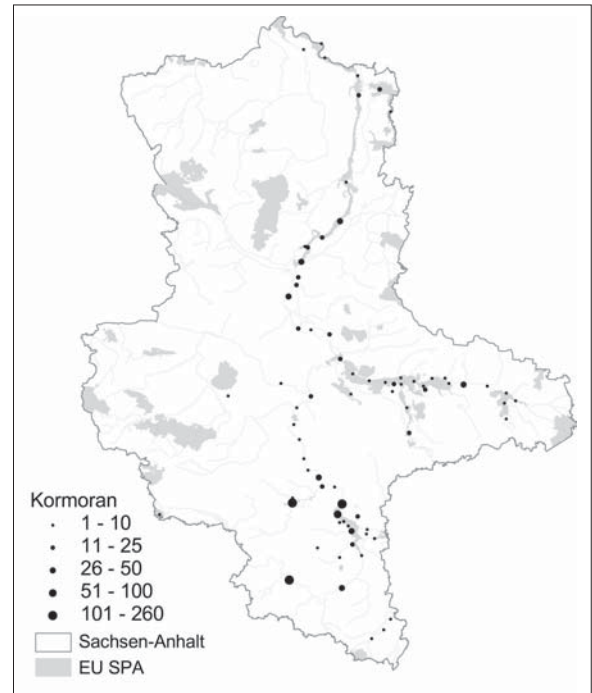 Kormoran
1 - 10
11 - 25
26 - 50
51 - 100
101 - 260
Sachsen-Anhalt
EU SPA